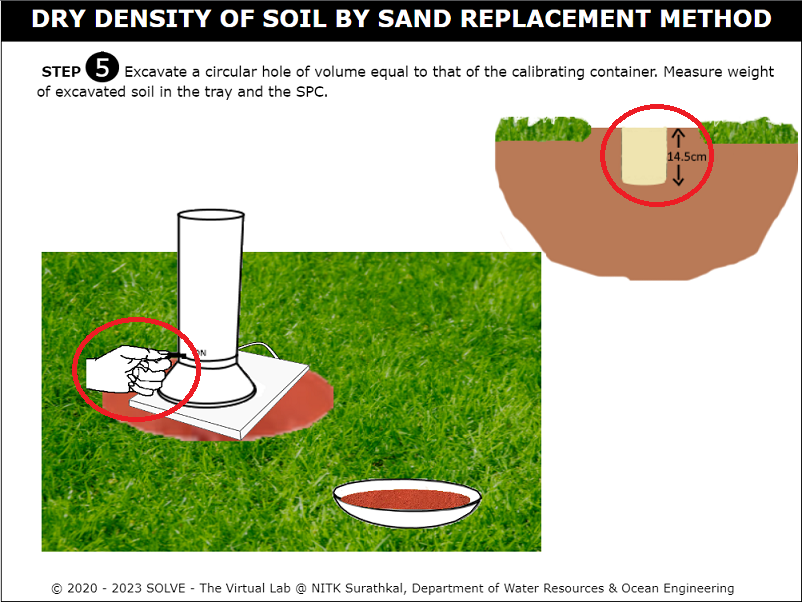 DRY DENSITY OF SOIL BY SAND REPLACEMENT METHOD
STEP 5 Excavate a circular hole of volume equal to that of the calibrating container. Measure weight
of excavated soil in the tray and the SPC.
14.5cm
ON
© 2020 - 2023 SOLVE - The Virtual Lab @ NITK Surathkal, Department of Water Resources & Ocean Engineering